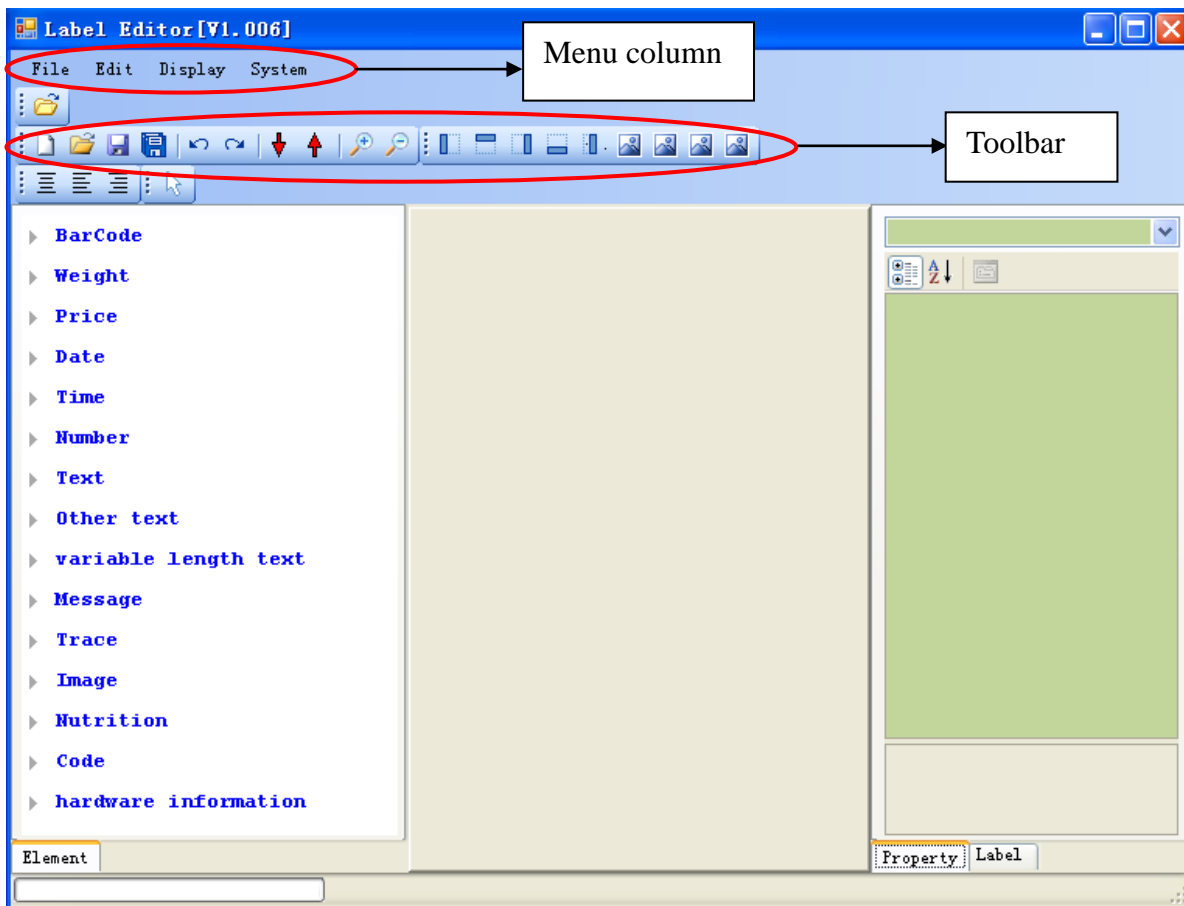 Label Editor[V1.006]
Menu column
File Edit Display System
Toolbar
BarCode
Weight
Price
Date
Time
Number
Text
Other text
variable length text
Message
Trace
Image
Nutrition
Code
hardware information
Element
A
Z
Property Label